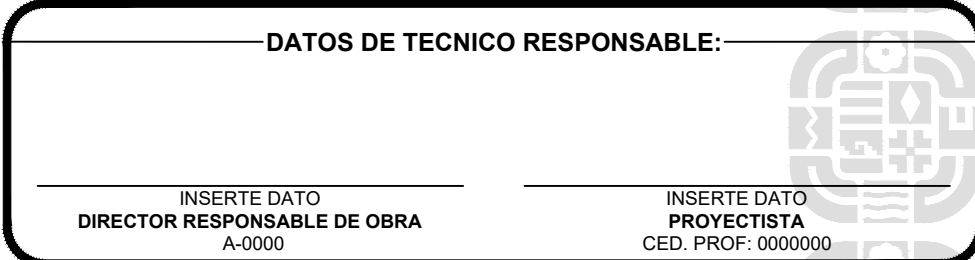 DATOS DE TECNICO RESPONSABLE:
INSERTE DATO
DIRECTOR RESPONSABLE DE OBRA
A-0000
INSERTE DATO
PROYECTISTA
CED. PROF: 0000000